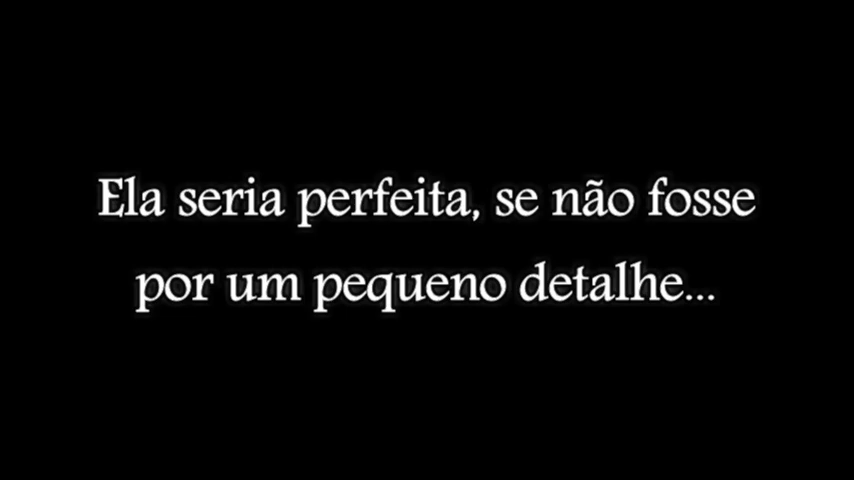 Ela seria perfeita, se não fosse
por um pequeno detalhe...